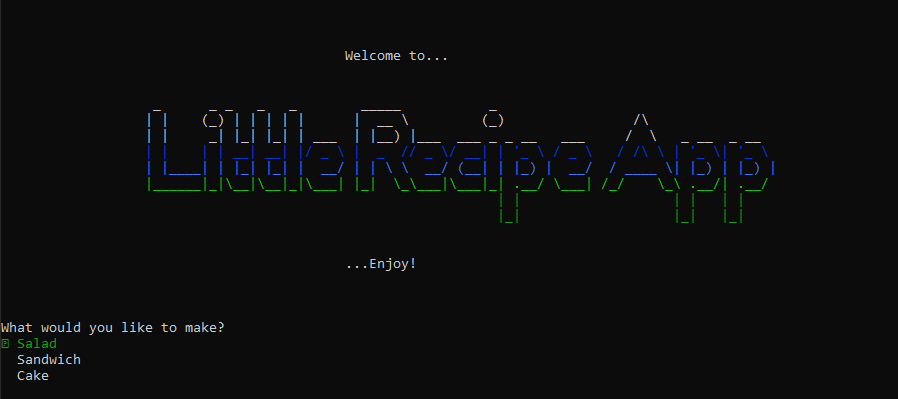 Welcome to...
Little Recipe App
...Enjoy!
What would you like to make?
Salad
Sandwich
Cake